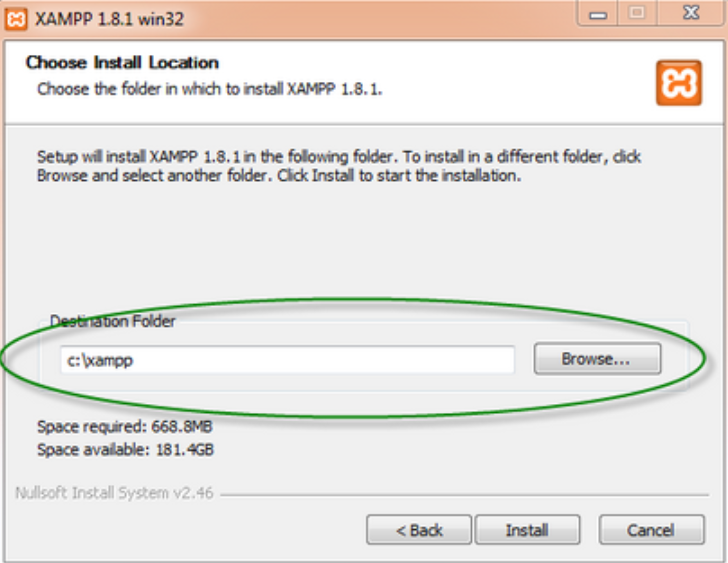 XAMPP 1.8.1 win32
Choose Install Location
Choose the folder in which to install XAMPP 1.8.1.
Setup will install XAMPP 1.8.1 in the following folder. To install in a different folder, click
Browse and select another folder. Click Install to start the installation.
Destination Folder
c:\xampp
Browse...
Space required: 668.8MB
Space available: 181.4GB
Nullsoft Install System v2.46
< Back
Install
Cancel